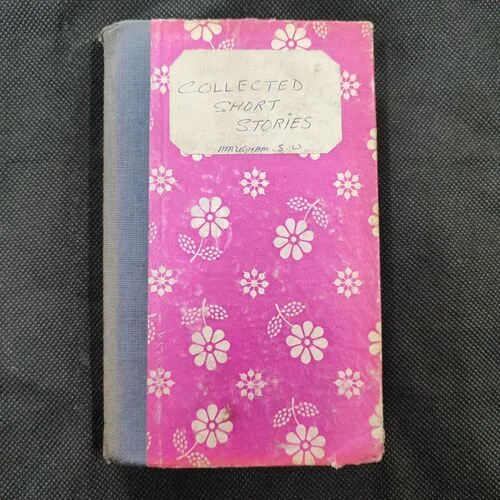 COLLECTED
SHORT
STORIES
MAUGHAM. S. W.